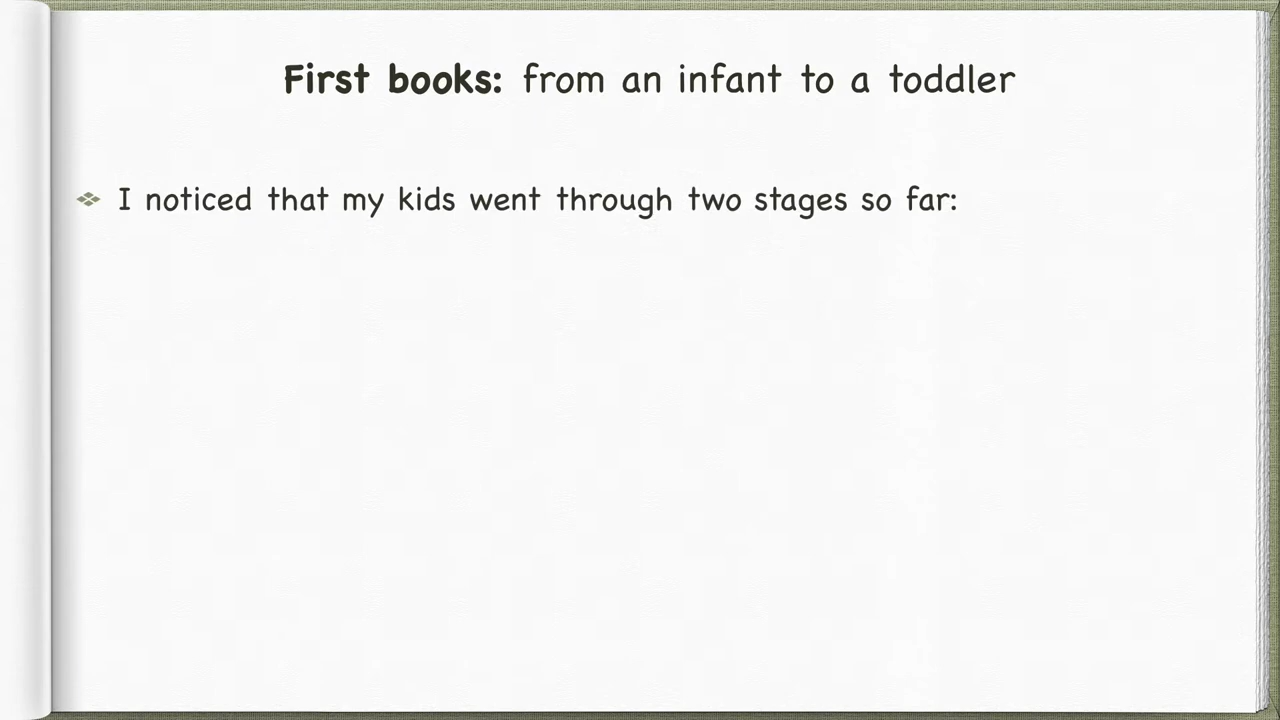 First books: from an infant to a toddler
I noticed that my kids went through two stages so far: